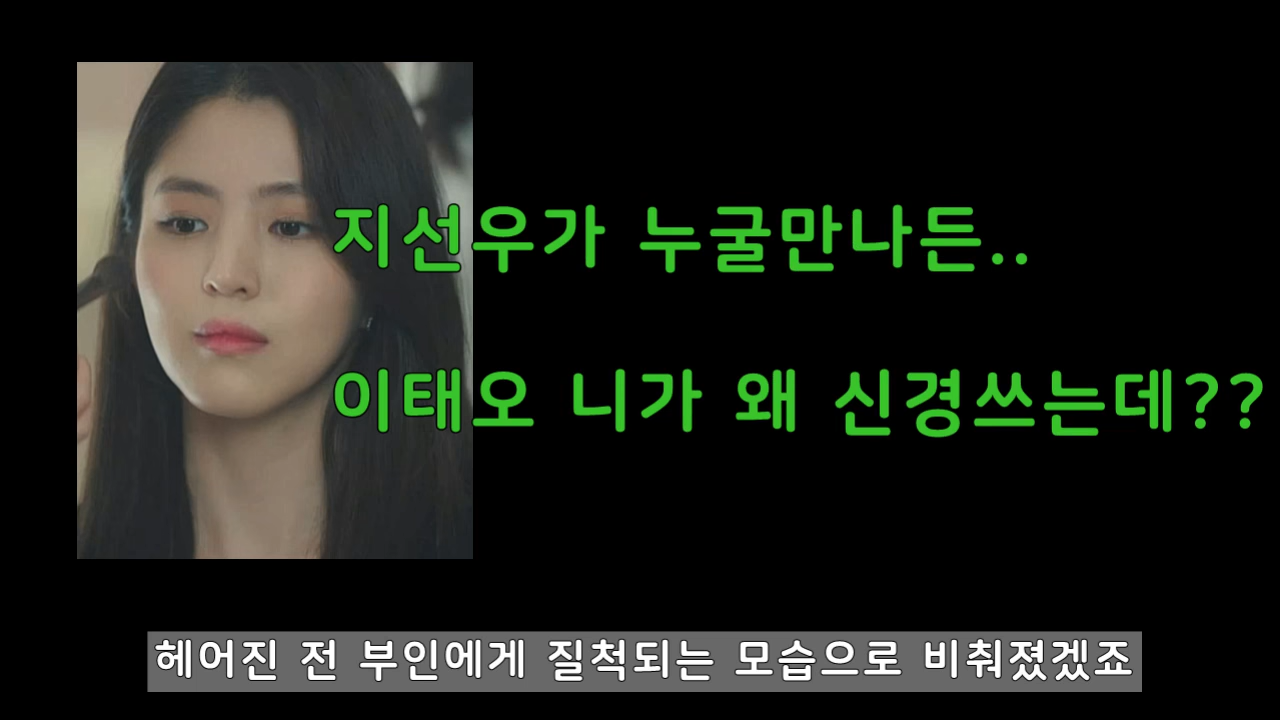 지선우가 누굴만나든..
이태오 니가 왜 신경쓰는데??
헤어진 전 부인에게 질척되는 모습으로 비춰졌겠죠